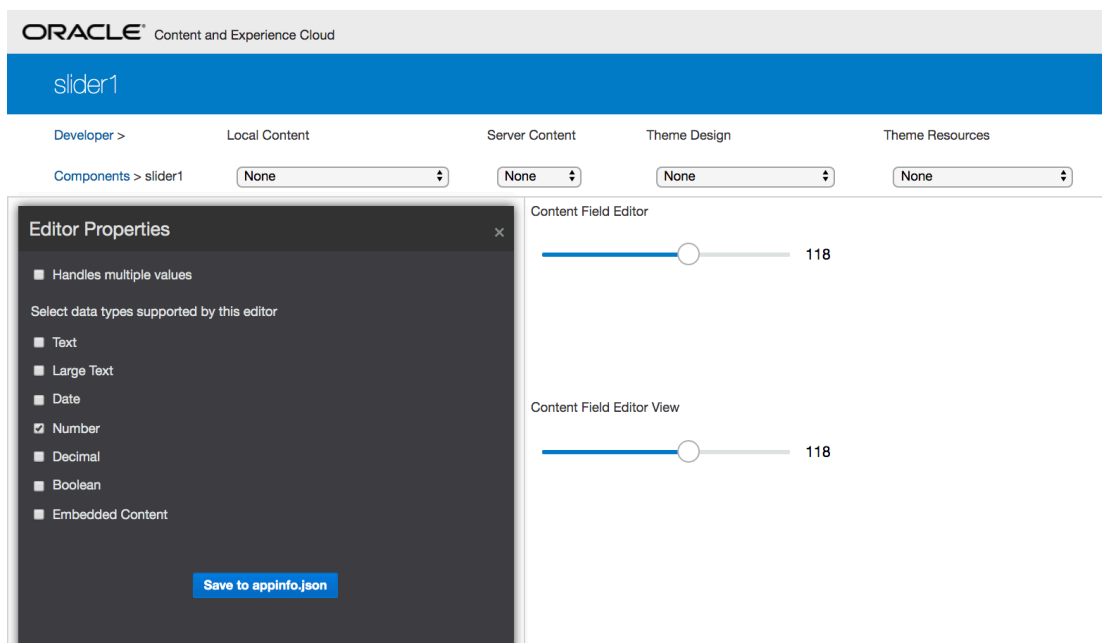 ORACLE® Content and Experience Cloud
slider1
Developer > Local Content Server Content Theme Design Theme Resources
Components > slider1 None None None None
Editor Properties ×
Handles multiple values
Select data types supported by this editor
Text
Large Text
Date
Number
Decimal
Boolean
Embedded Content
Save to appinfo.json
Content Field Editor
118
Content Field Editor View
118